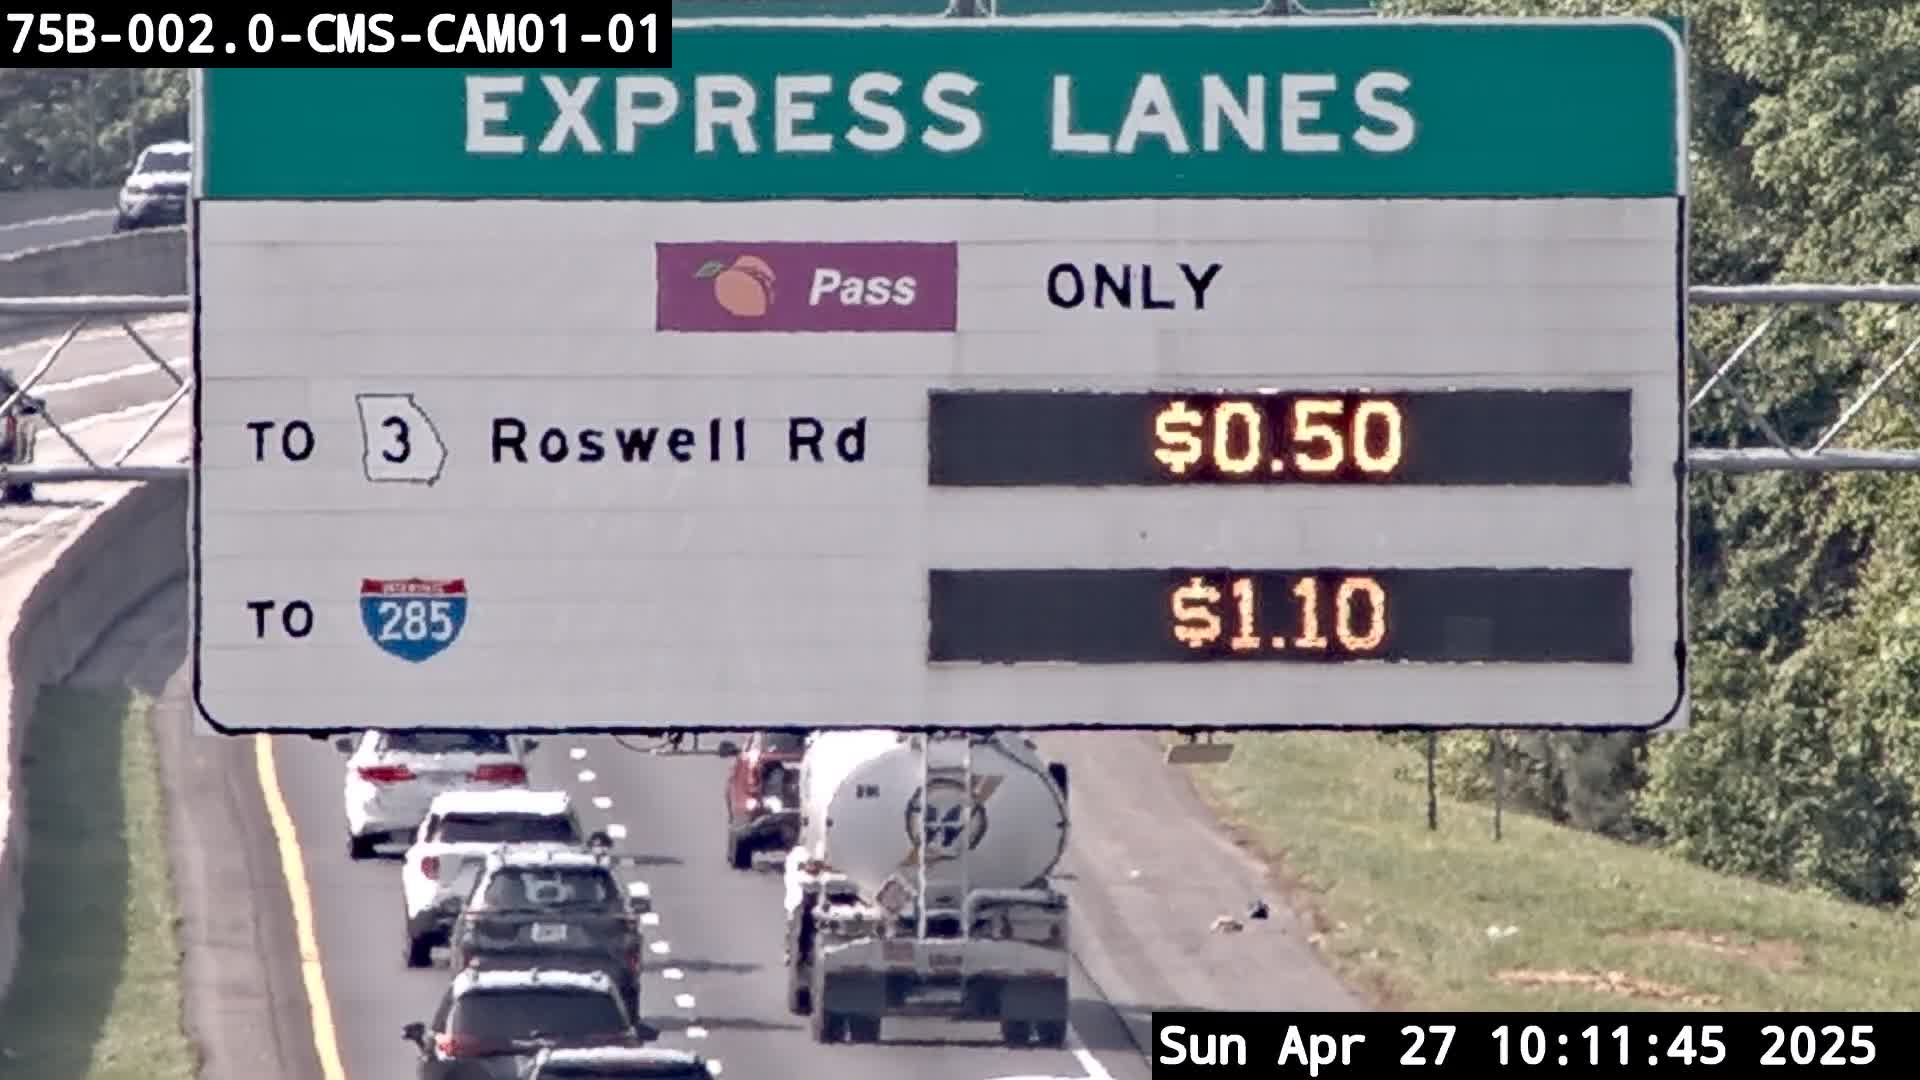 75B-002.0-CMS-CAM01-01
EXPRESS LANES
Pass ONLY
TO 3 Roswell Rd $0.50
TO 285 $1.10
Sun Apr 27 10:11:45 2025